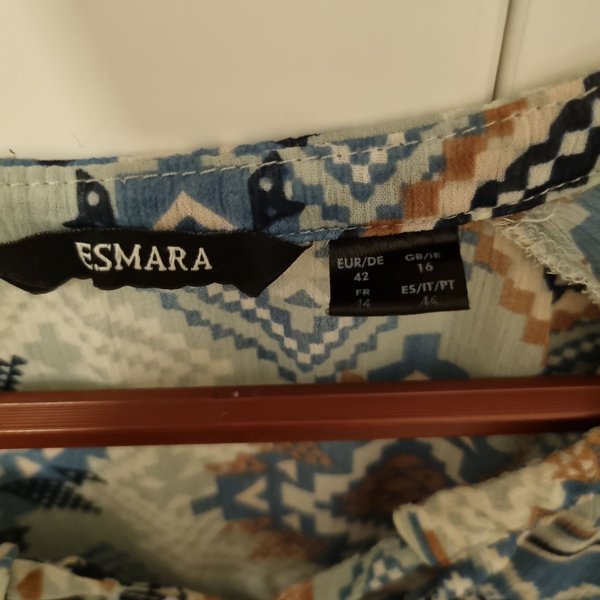 ESMARA
EUR/DE GB/IE
42 16
FR ES/IT/PT
44 46